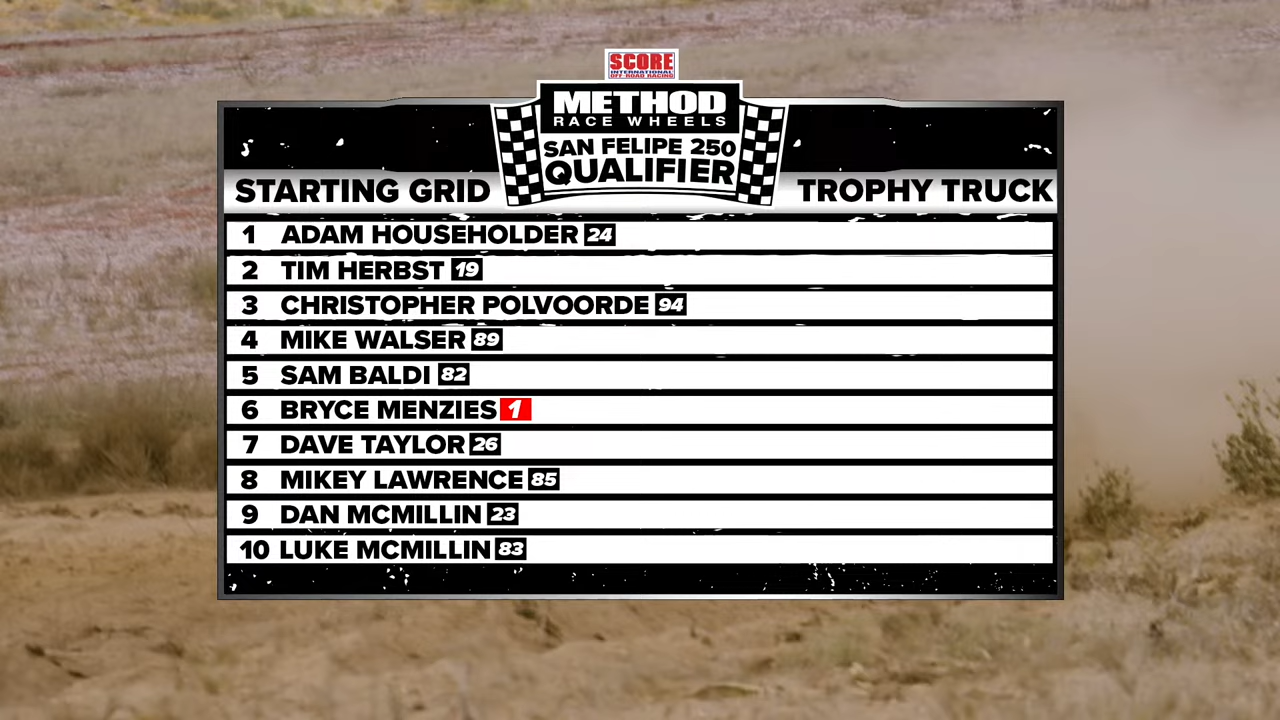 SCORE
INTERNATIONAL
OFF ROAD RACING
METHOD
RACE WHEELS
SAN FELIPE 250
QUALIFIER
STARTING GRID
TROPHY TRUCK
1 ADAM HOUSEHOLDER 24
2 TIM HERBST 19
3 CHRISTOPHER POLVOORDE 94
4 MIKE WALSER 89
5 SAM BALDI 82
6 BRYCE MENZIES 1
7 DAVE TAYLOR 26
8 MIKEY LAWRENCE 85
9 DAN MCMILLIN 23
10 LUKE MCMILLIN 83